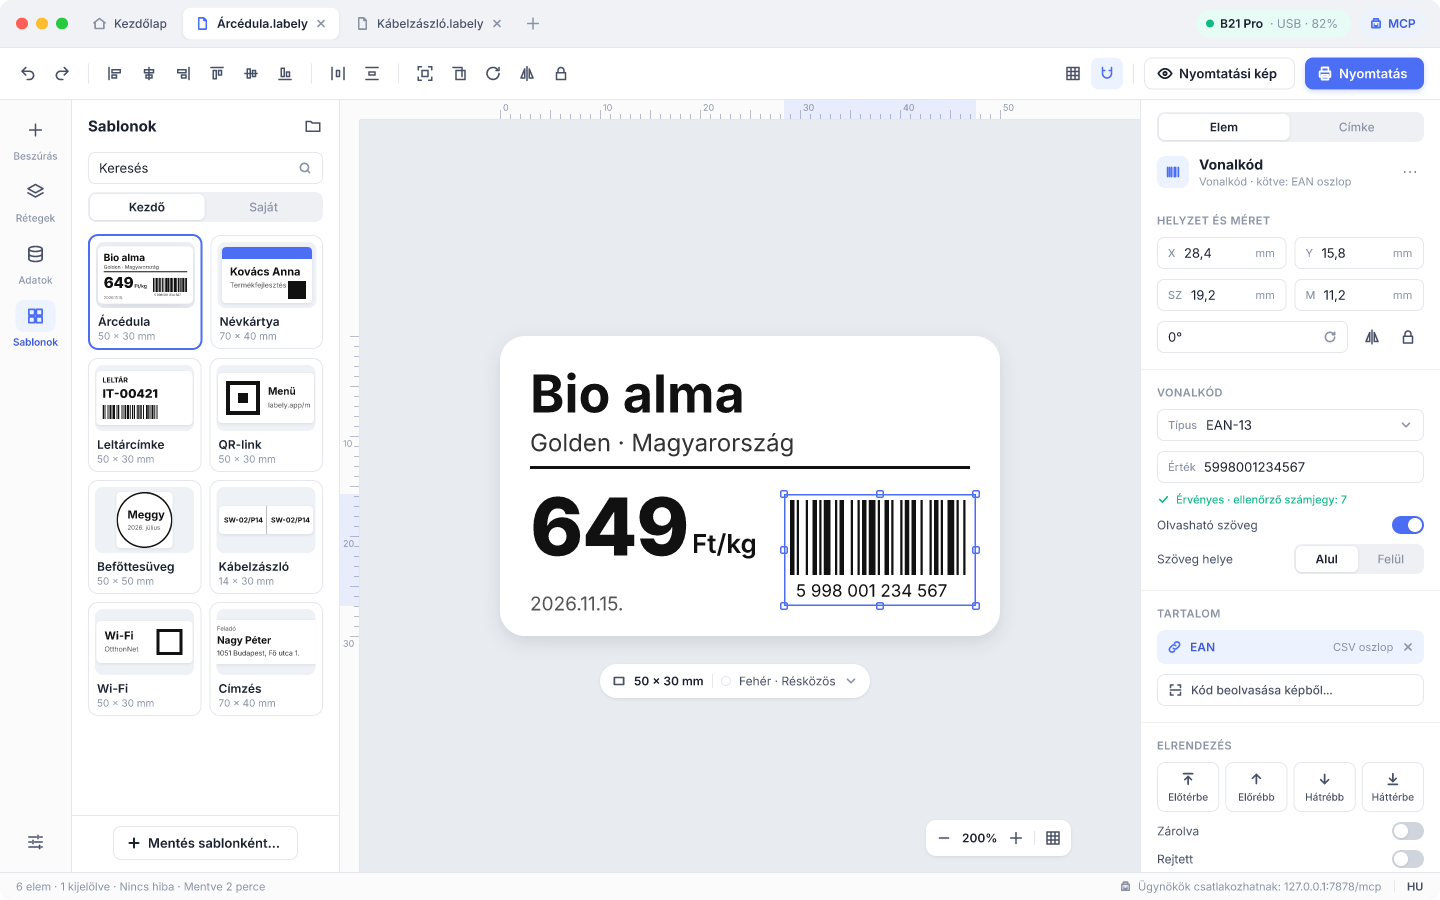 Kezdőlap
Árcédula.labely
Kábelzászló.labely
B21 Pro · USB · 82%
MCP
Nyomtatási kép
Nyomtatás
Beszúrás
Rétegek
Adatok
Sablonok
Sablonok
Keresés
Kezdő
Saját
Bio alma
Golden · Magyarország
649 Ft/kg
Árcédula
50 × 30 mm
Kovács Anna
Termékfejlesztés
Névkártya
70 × 40 mm
LELTÁR
IT-00421
Leltárcímke
50 × 30 mm
Menü
labely.app/m
QR-link
50 × 30 mm
Meggy
2026. július
Befőttesüveg
50 × 50 mm
SW-02/P14
SW-02/P14
Kábelzászló
14 × 30 mm
Wi-Fi
OtthonNet
Wi-Fi
50 × 30 mm
Feladó
Nagy Péter
1051 Budapest, Fő utca 1.
Címzés
70 × 40 mm
Mentés sablonként...
0 10 20 30 40 50
10
20
30
Bio alma
Golden · Magyarország
649 Ft/kg
5 998 001 234 567
2026.11.15.
50 × 30 mm
Fehér · Résközös
200%
Elem
Címke
Vonalkód
Vonalkód · kötve: EAN oszlop
HELYZET ÉS MÉRET
X 28,4 mm
Y 15,8 mm
SZ 19,2 mm
M 11,2 mm
0°
VONALKÓD
Típus EAN-13
Érték 5998001234567
Érvényes · ellenőrző számjegy: 7
Olvasható szöveg
Szöveg helye
Alul
Felül
TARTALOM
EAN
CSV oszlop
Kód beolvasása képből...
ELRENDEZÉS
Előtérbe
Előrébb
Hátrébb
Háttérbe
Zárolva
Rejtett
6 elem · 1 kijelölve · Nincs hiba · Mentve 2 perce
Ügynökök csatlakozhatnak: 127.0.0.1:7878/mcp
HU